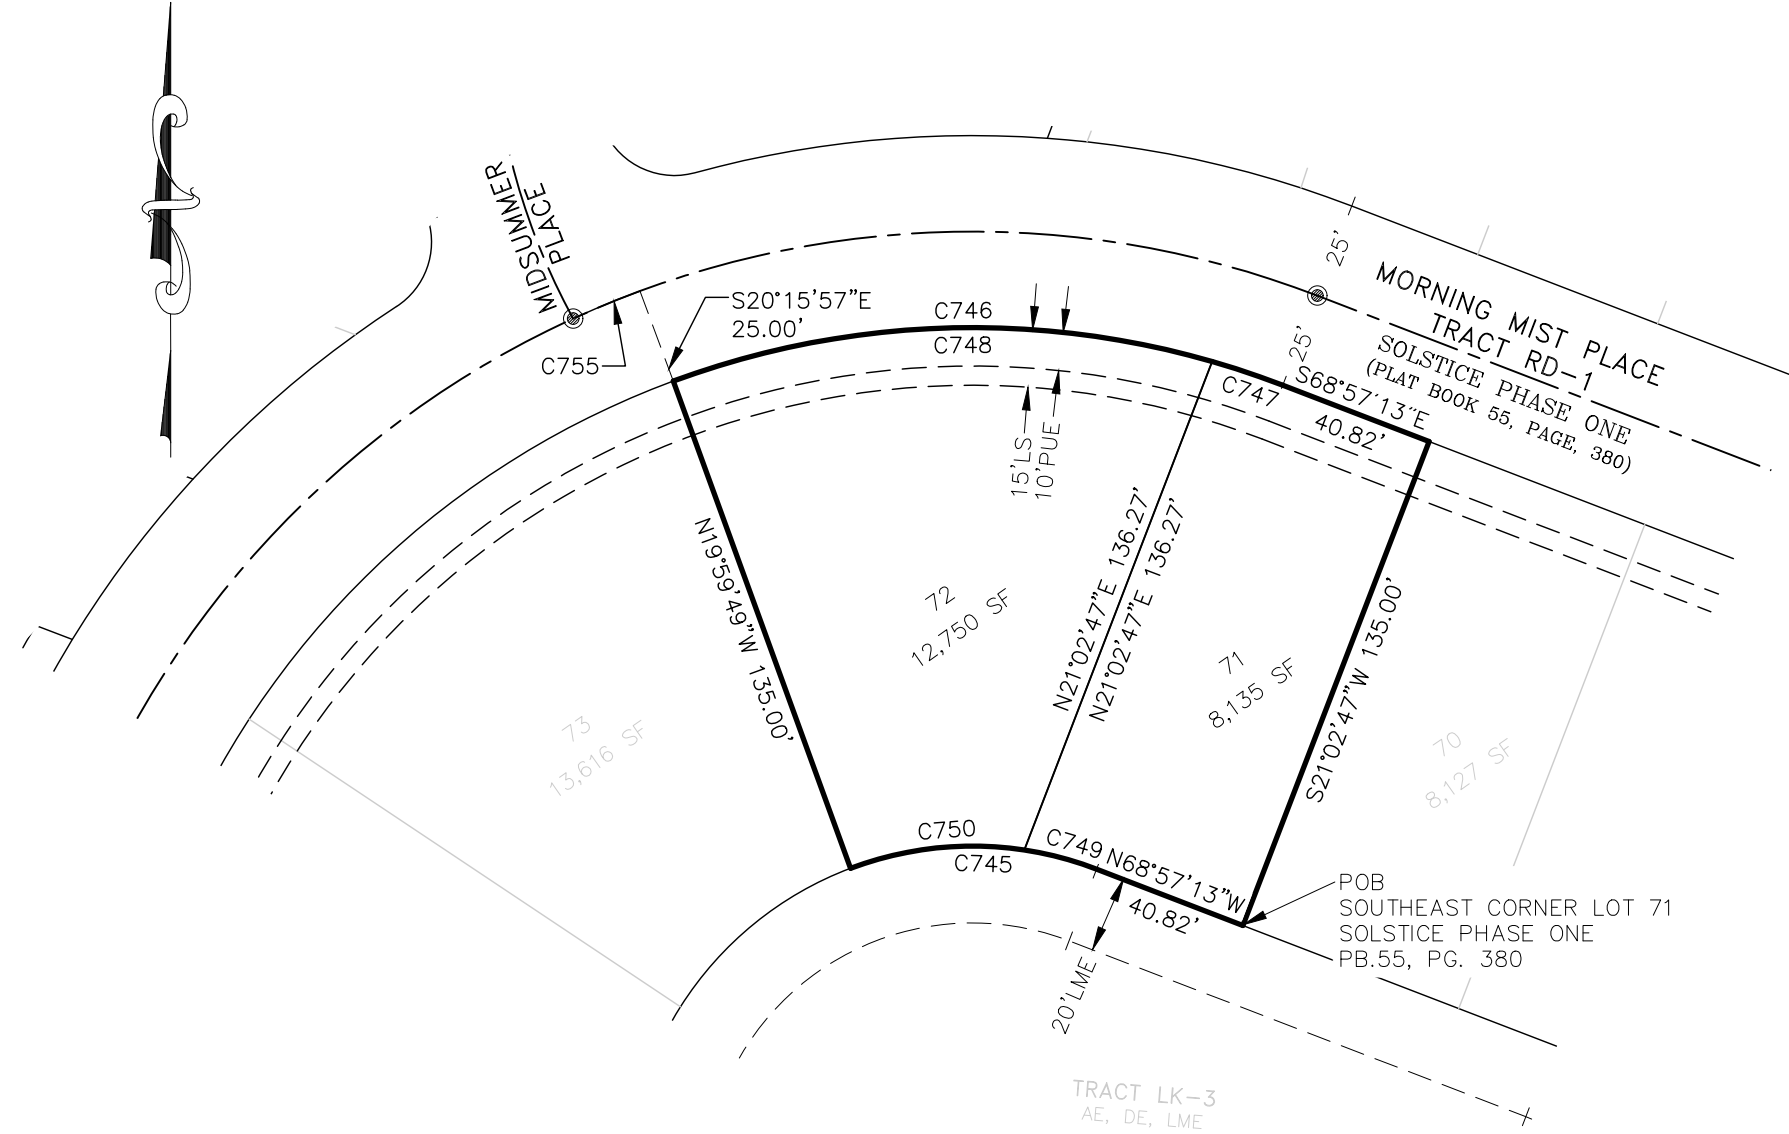 MIDSUMMER
PLACE
S20°15'57"E
25.00'
C755
C746
C748
25'
25'
MORNING MIST PLACE
TRACT RD-1
SOLSTICE PHASE ONE
(PLAT BOOK 55, PAGE, 380)
C747
S68°57'13"E
40.82'
15'LS
10'PUE
N19°59'49"W 135.00'
72
12,750 SF
N21°02'47"E 136.27'
N21°02'47"E 136.27'
71
8,135 SF
S21°02'47"W 135.00'
73
13,616 SF
70
8,127 SF
C750
C745
C749
N68°57'13"W
40.82'
POB
SOUTHEAST CORNER LOT 71
SOLSTICE PHASE ONE
PB.55, PG. 380
20'LME
TRACT LK-3
AE, DE, LME